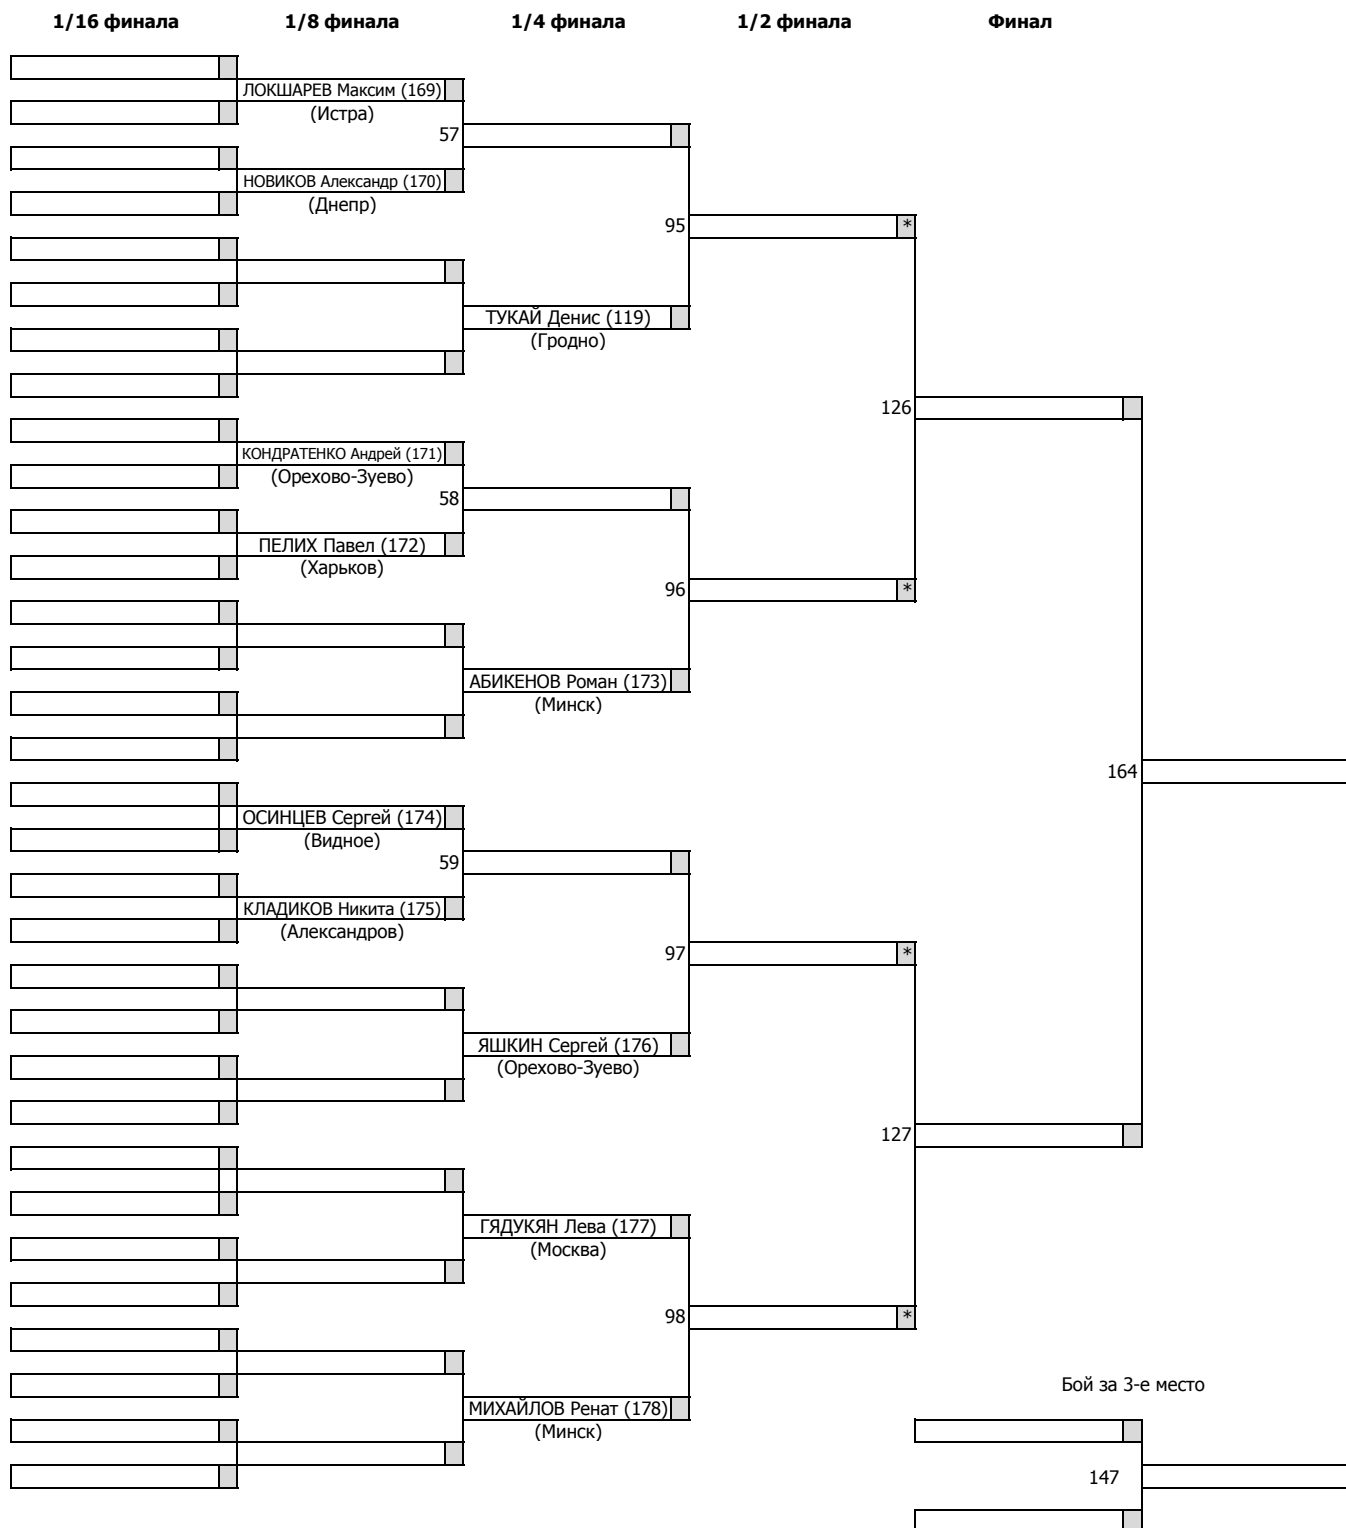 1/16 финала 1/8 финала 1/4 финала 1/2 финала Финал
ЛОКШАРЕВ Максим (169)
(Истра)
57
НОВИКОВ Александр (170)
(Днепр)
95 *
ТУКАЙ Денис (119)
(Гродно)
126
КОНДРАТЕНКО Андрей (171)
(Орехово-Зуево)
58
ПЕЛИХ Павел (172)
(Харьков)
96 *
АБИКЕНОВ Роман (173)
(Минск)
164
ОСИНЦЕВ Сергей (174)
(Видное)
59
КЛАДИКОВ Никита (175)
(Александров)
97 *
ЯШКИН Сергей (176)
(Орехово-Зуево)
127
ГЯДУКЯН Лева (177)
(Москва)
98 *
Бой за 3-е место
МИХАЙЛОВ Ренат (178)
(Минск)
147